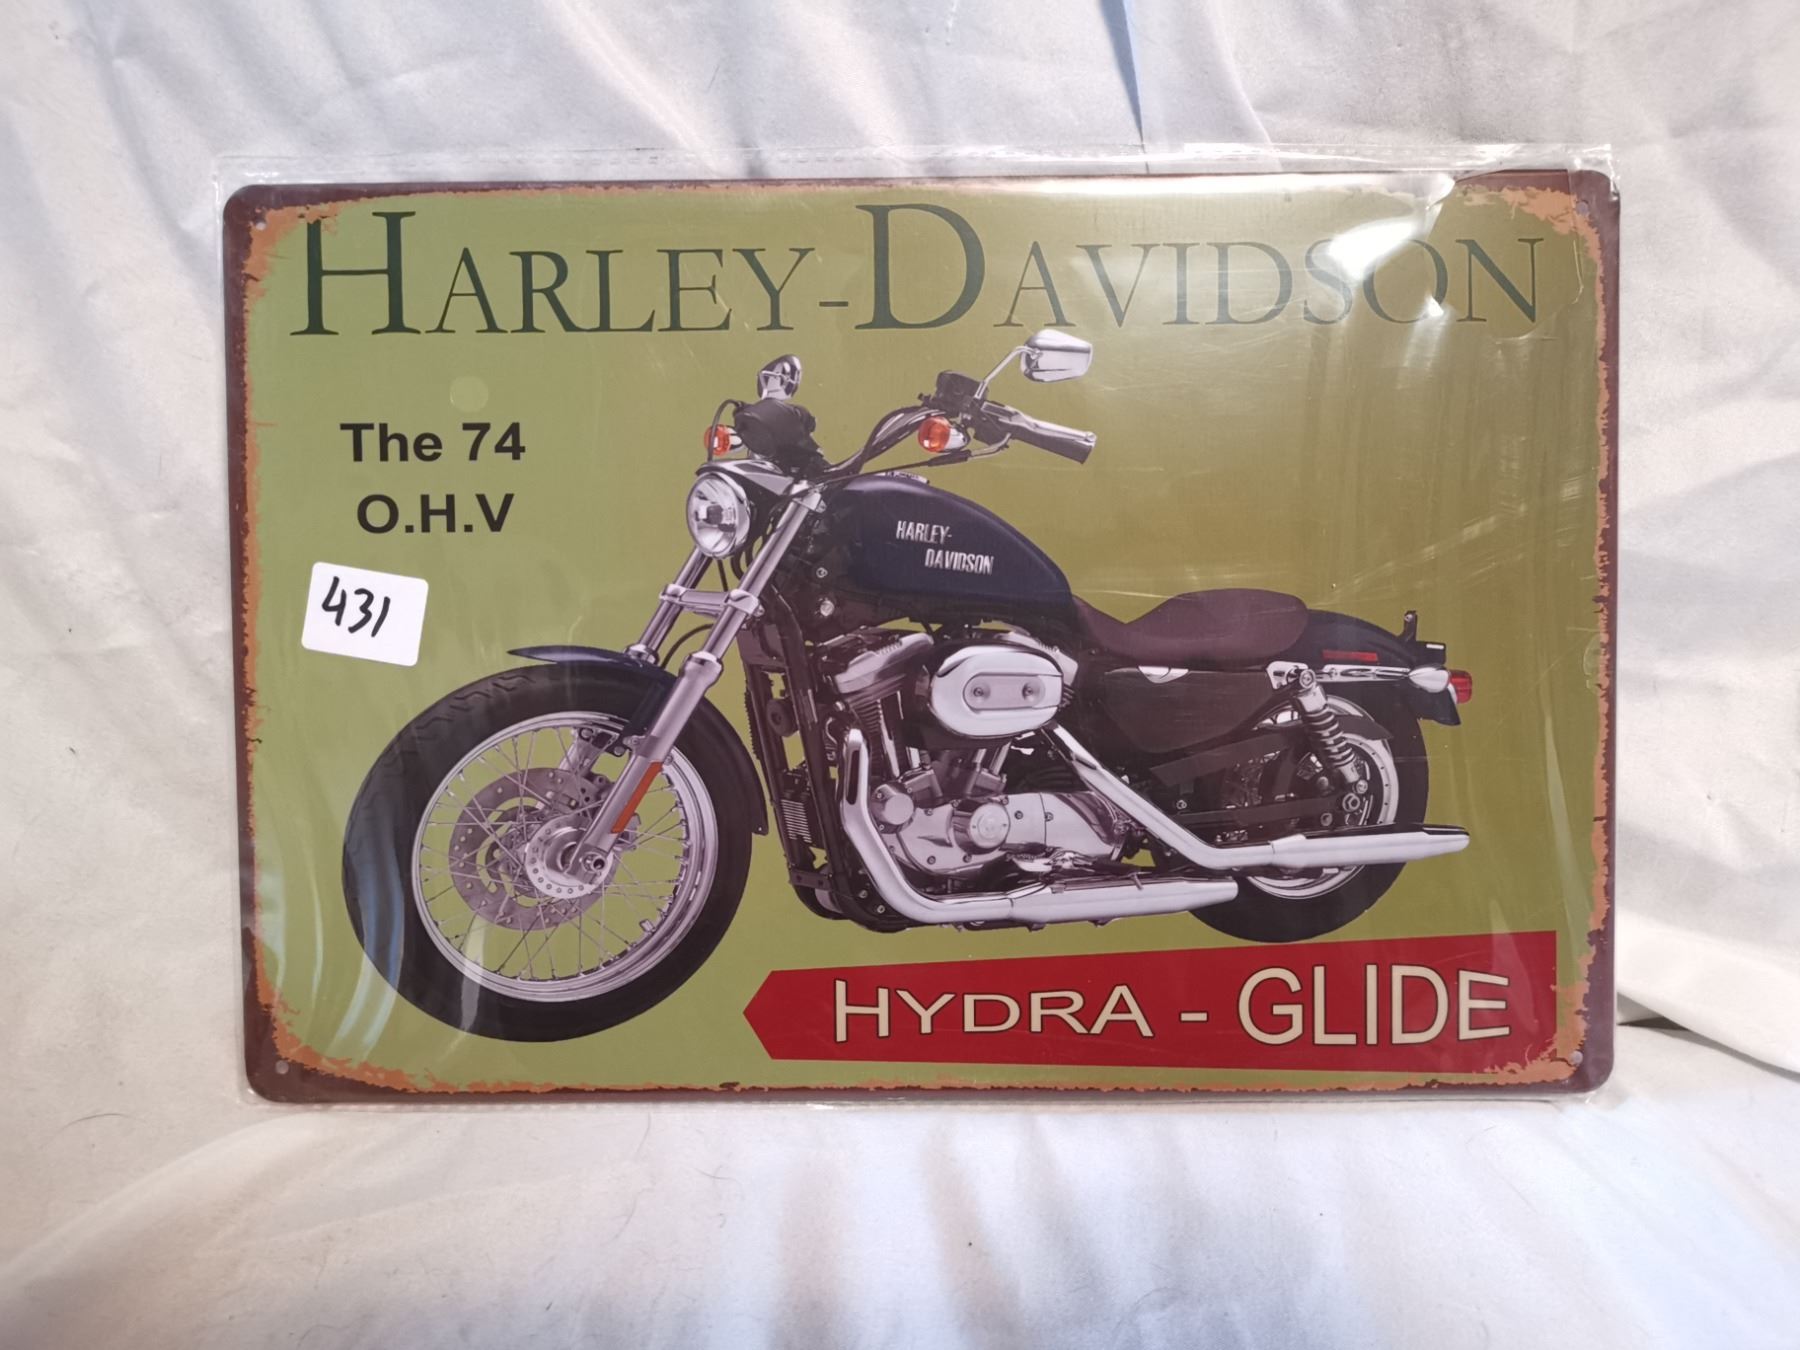 HARLEY-DAVIDSON
The 74
O.H.V
431
HARLEY-
DAVIDSON
HYDRA - GLIDE